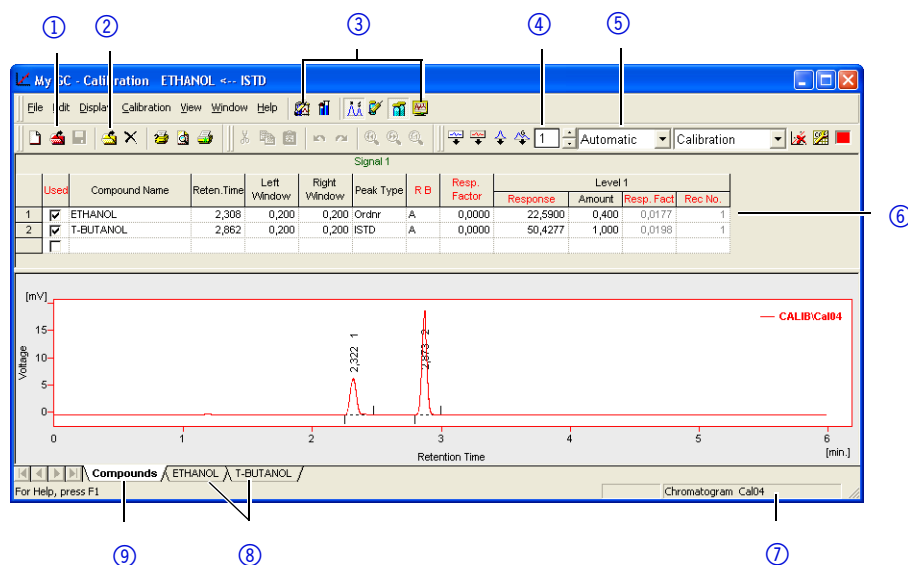 ① ② ③ ④ ⑤
My GC - Calibration ETHANOL <-- ISTD
File Edit Display Calibration View Window Help
1 Automatic Calibration
Signal 1
Used Compound Name Reten.Time Left Window Right Window Peak Type R B Resp. Factor Level 1
Response Amount Resp. Fact Rec No.
1 ETHANOL 2,308 0,200 0,200 Ordnr A 0,0000 22,5900 0,400 0,0177 1
2 T-BUTANOL 2,862 0,200 0,200 ISTD A 0,0000 50,4277 1,000 0,0198 1
⑥
[mV]
CALIB\Cal04
15
10
5
0
Voltage
2,322 1
2,873 2
0 1 2 3 4 5 6
Retention Time [min.]
Compounds ETHANOL T-BUTANOL
For Help, press F1 Chromatogram Cal04
⑨ ⑧ ⑦